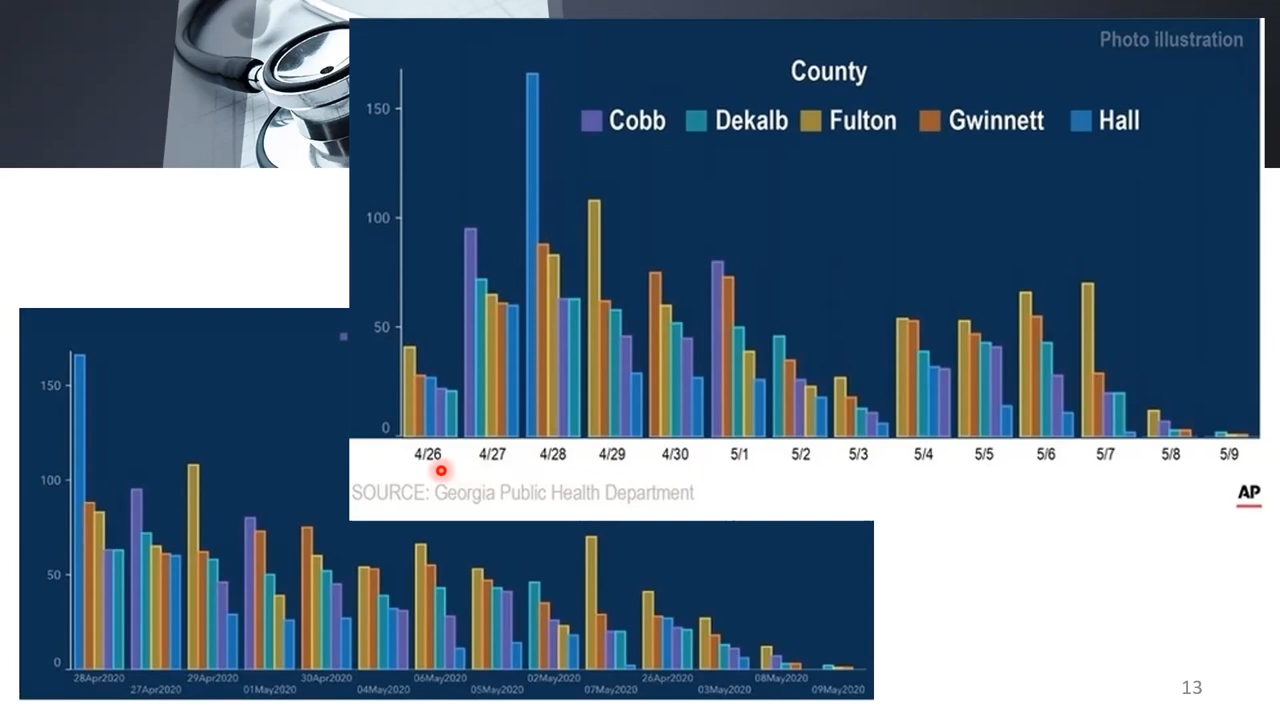 Photo illustration
County
Cobb Dekalb Fulton Gwinnett Hall
150
100
50
0
4/26 4/27 4/28 4/29 4/30 5/1 5/2 5/3 5/4 5/5 5/6 5/7 5/8 5/9
SOURCE: Georgia Public Health Department
AP
150
100
50
0
28Apr2020 29Apr2020 30Apr2020 06May2020 02May2020 26Apr2020 08May2020
27Apr2020 01May2020 04May2020 05May2020 07May2020 03May2020 09May2020
13